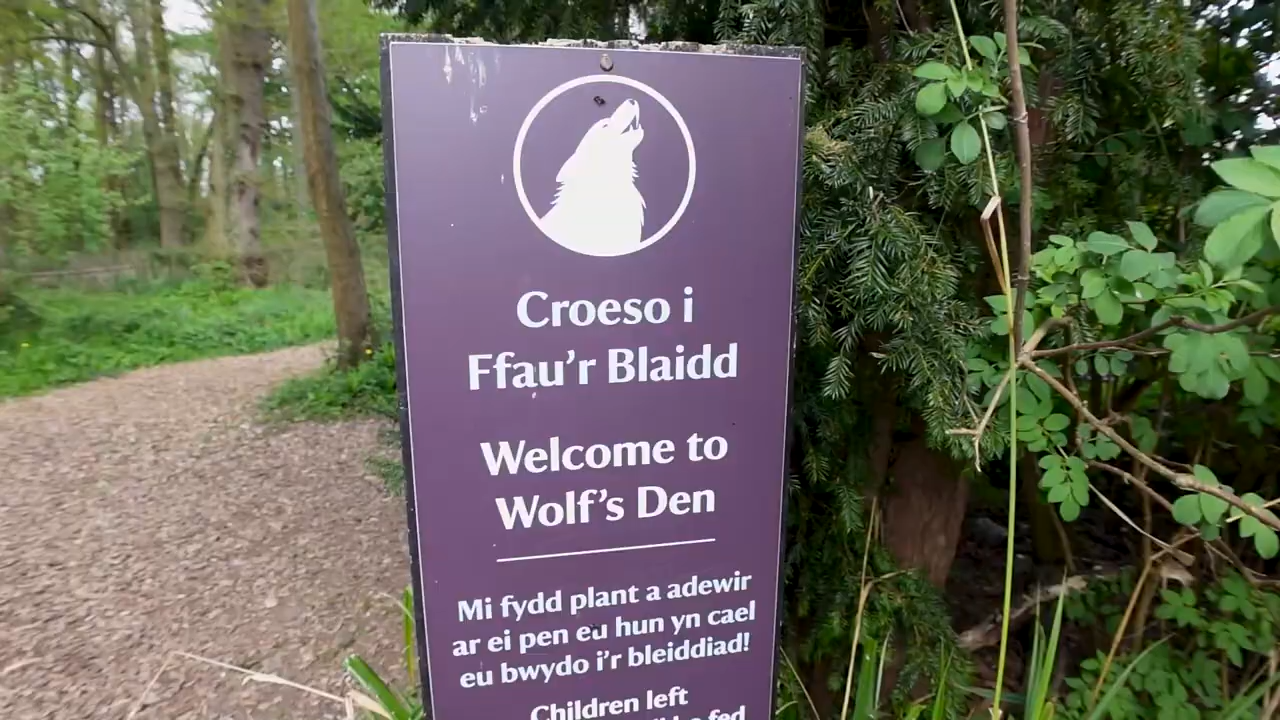 Croeso i
Ffau'r Blaidd
Welcome to
Wolf's Den
Mi fydd plant a adewir
ar ei pen eu hun yn cael
eu bwydo i'r bleiddiad!
Children left
fed